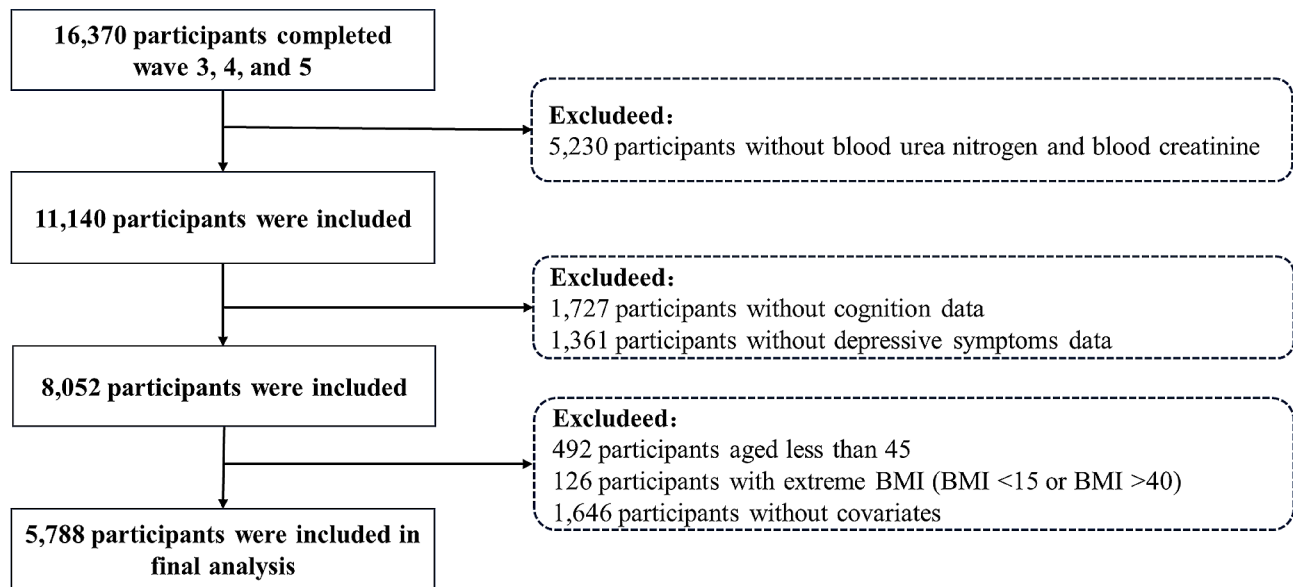 16,370 participants completed
wave 3, 4, and 5
Excludeed：
5,230 participants without blood urea nitrogen and blood creatinine
11,140 participants were included
Excludeed：
1,727 participants without cognition data
1,361 participants without depressive symptoms data
8,052 participants were included
Excludeed：
492 participants aged less than 45
126 participants with extreme BMI (BMI <15 or BMI >40)
1,646 participants without covariates
5,788 participants were included in
final analysis